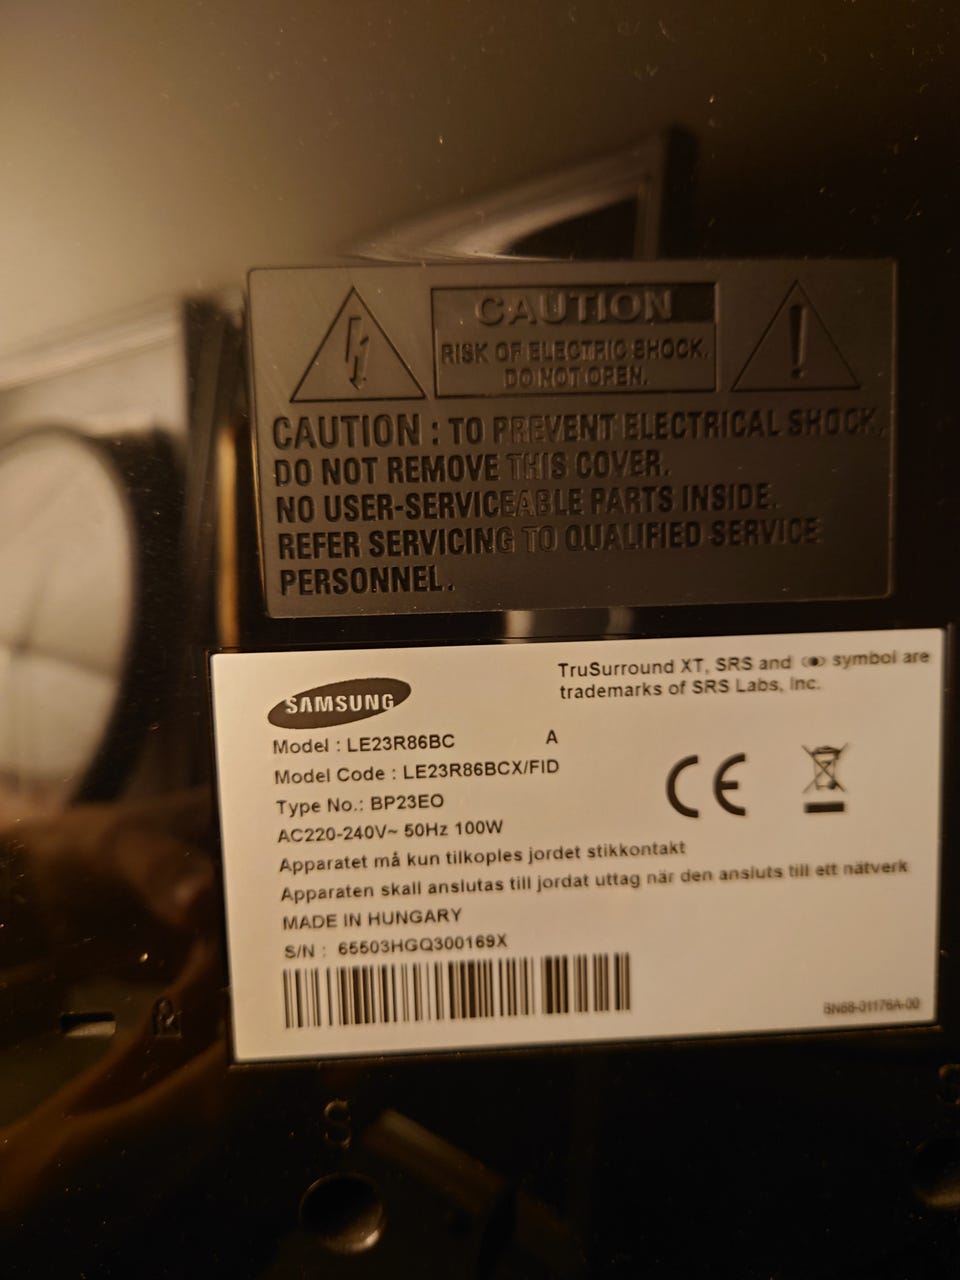 CAUTION
RISK OF ELECTRIC SHOCK.
DO NOT OPEN.
CAUTION : TO PREVENT ELECTRICAL SHOCK,
DO NOT REMOVE THIS COVER.
NO USER-SERVICEABLE PARTS INSIDE.
REFER SERVICING TO QUALIFIED SERVICE
PERSONNEL.
SAMSUNG
TruSurround XT, SRS and symbol are
trademarks of SRS Labs, Inc.
Model : LE23R86BC A
Model Code : LE23R86BCX/FID
Type No.: BP23EO
AC220-240V~ 50Hz 100W
Apparatet må kun tilkoples jordet stikkontakt
Apparaten skall anslutas till jordat uttag när den ansluts till ett nätverk
MADE IN HUNGARY
S/N : 65503HGQ300169X
BN68-01176A-00
CE
S